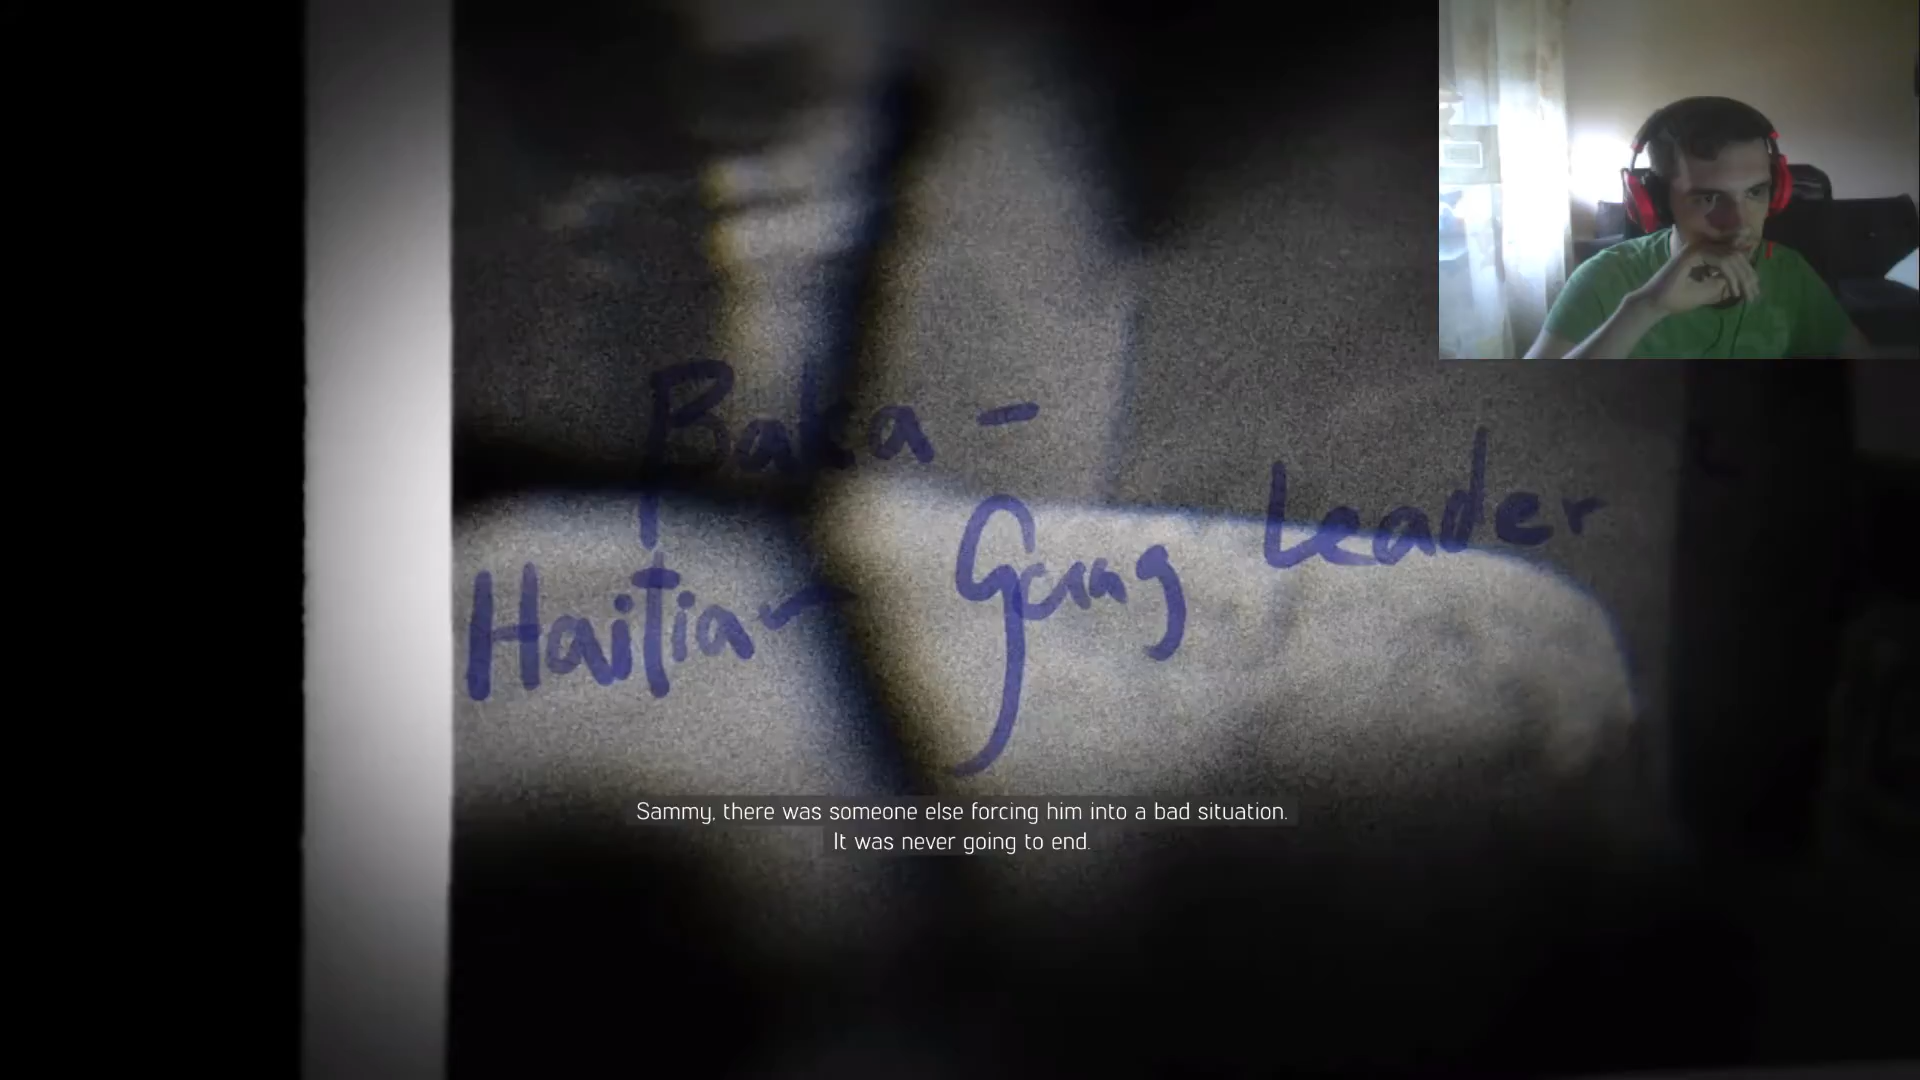 Baka -
Haitian Gang Leader
Sammy, there was someone else forcing him into a bad situation.
It was never going to end.